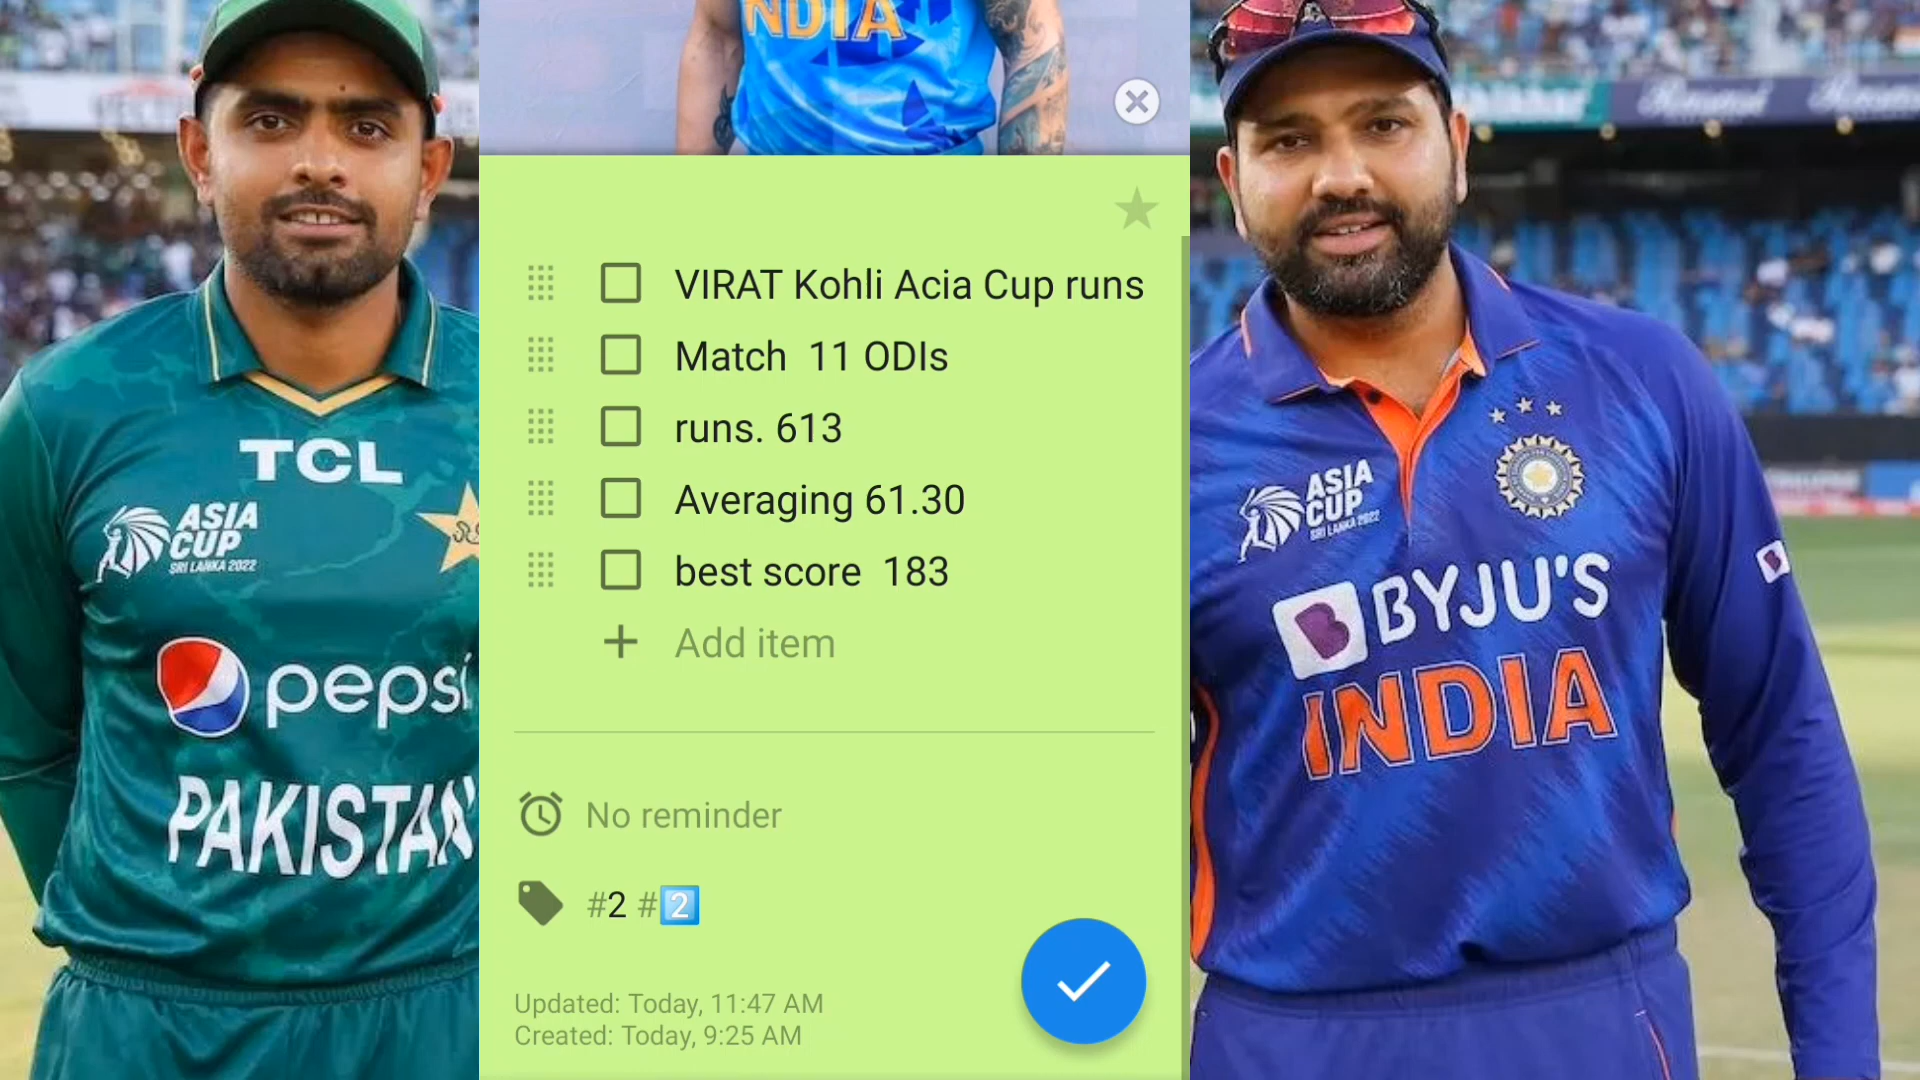 NDIA
VIRAT Kohli Acia Cup runs
Match 11 ODIs
runs. 613
Averaging 61.30
best score 183
Add item
No reminder
#2 #2️⃣
Updated: Today, 11:47 AM
Created: Today, 9:25 AM
TCL
ASIA
CUP
SRI LANKA 2022
pepsi
PAKISTAN
ASIA
CUP
SRI LANKA 2022
BYJU'S
INDIA